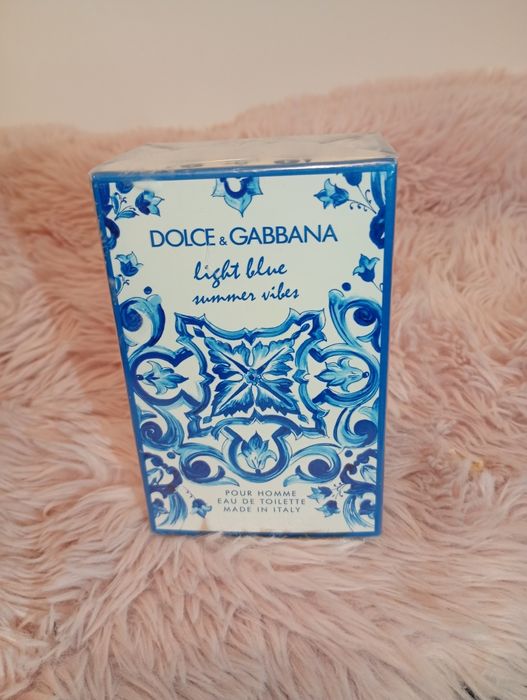 DOLCE & GABBANA
light blue
summer vibes
POUR HOMME
EAU DE TOILETTE
MADE IN ITALY